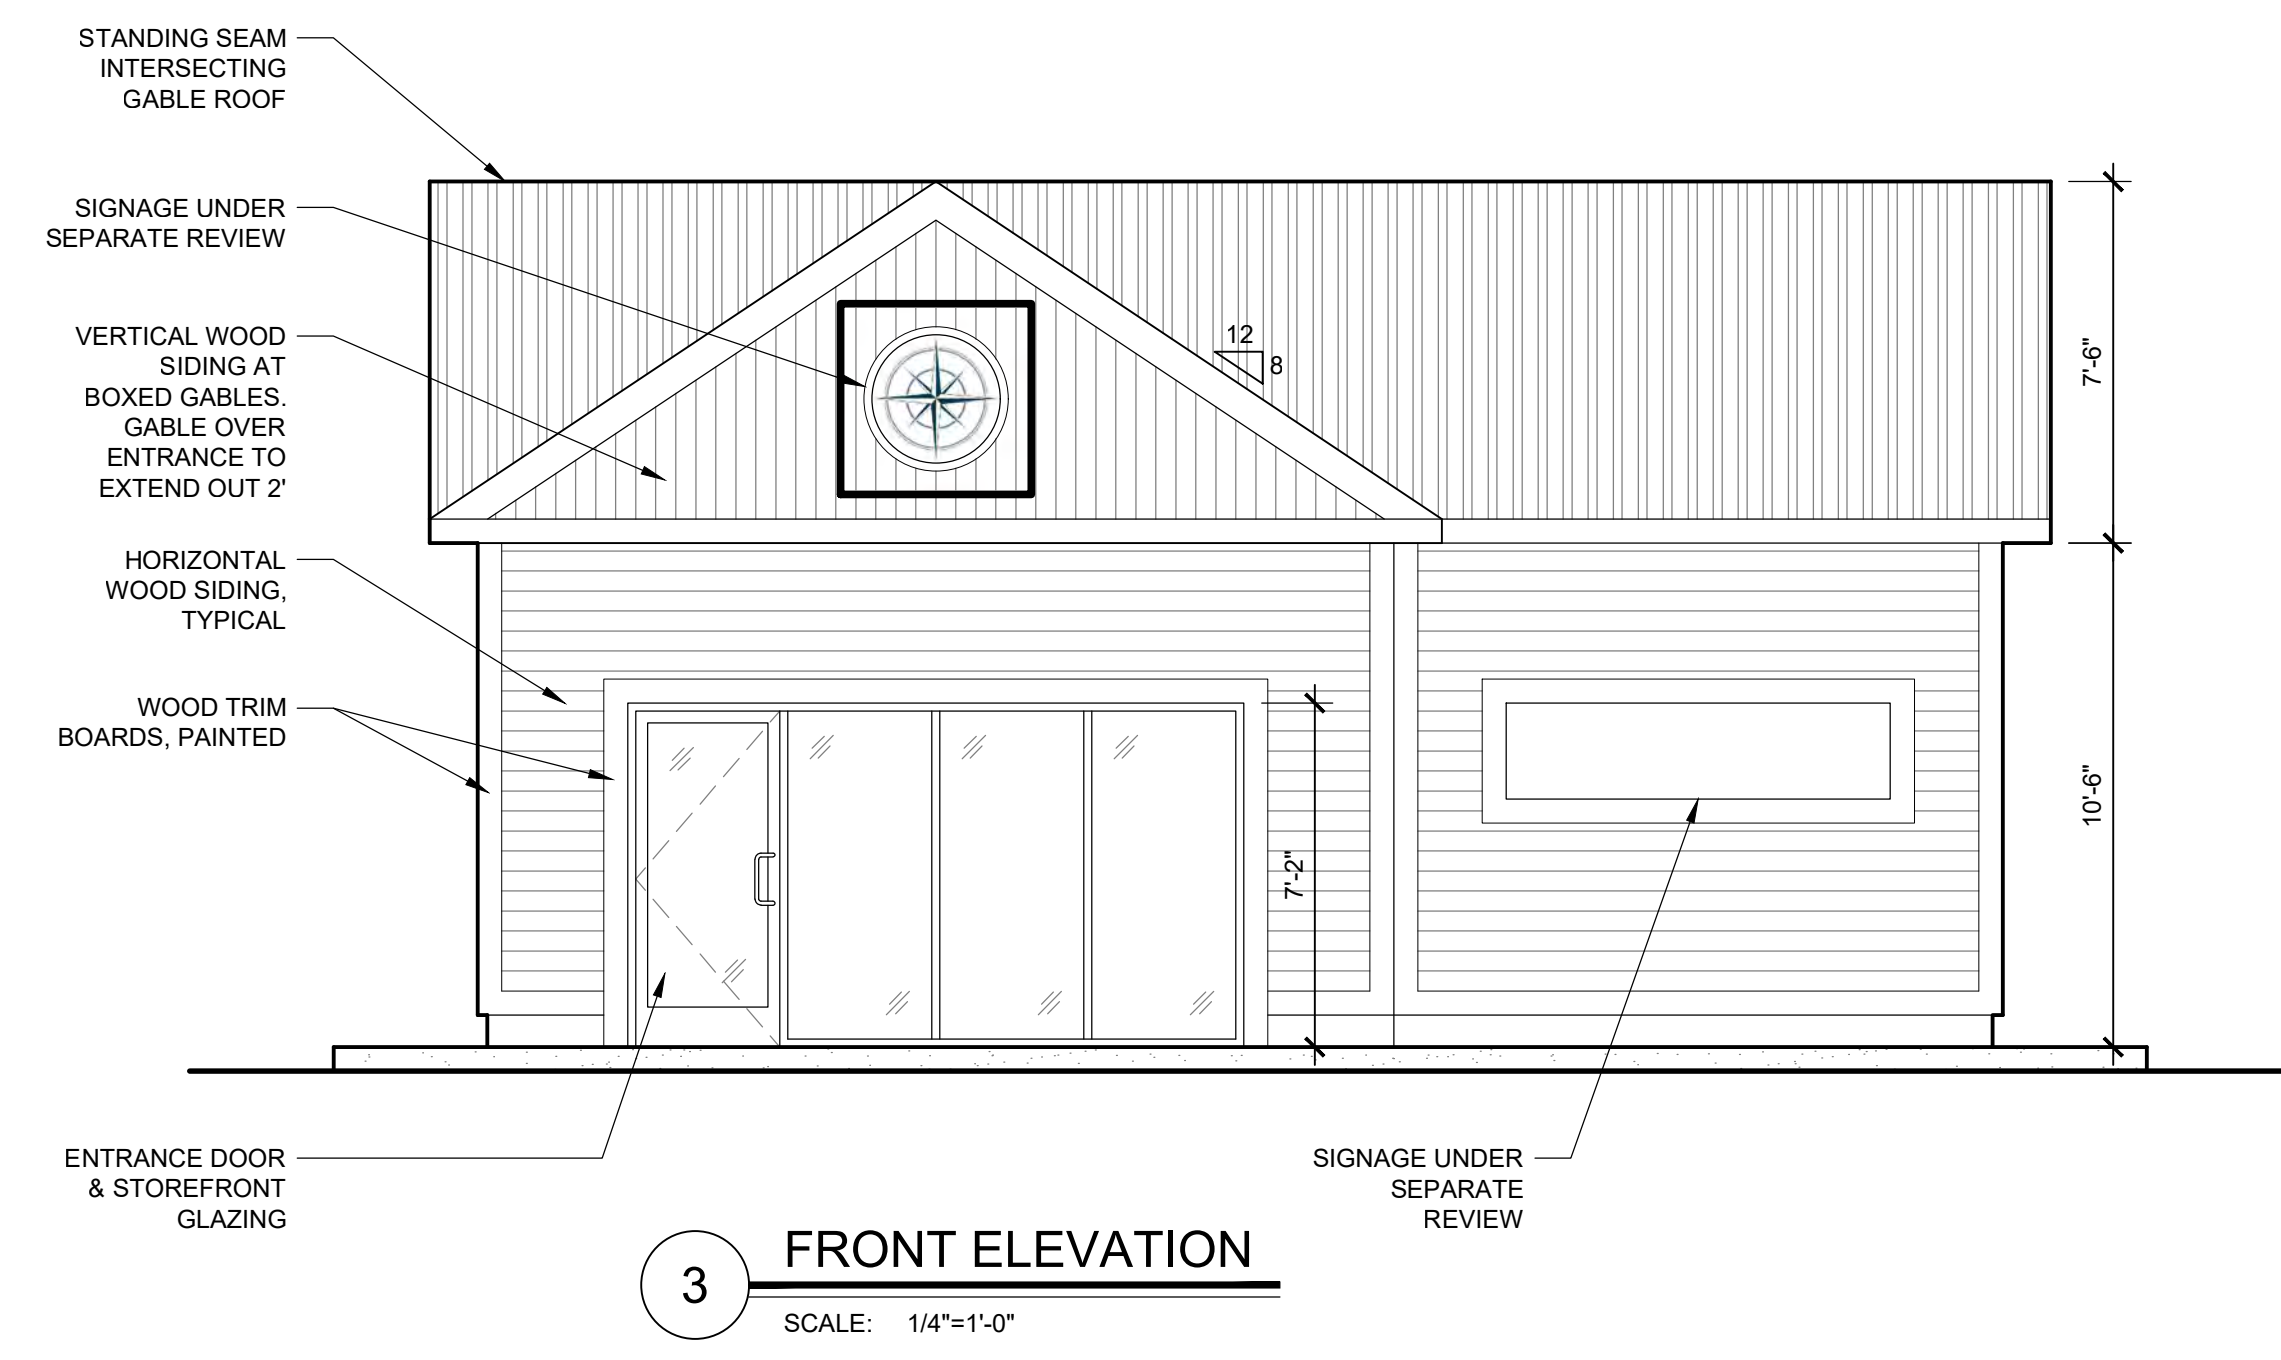 STANDING SEAM
INTERSECTING
GABLE ROOF
SIGNAGE UNDER
SEPARATE REVIEW
VERTICAL WOOD
SIDING AT
BOXED GABLES.
GABLE OVER
ENTRANCE TO
EXTEND OUT 2'
HORIZONTAL
WOOD SIDING,
TYPICAL
WOOD TRIM
BOARDS, PAINTED
12
8
7'-6"
10'-6"
7'-2"
ENTRANCE DOOR
& STOREFRONT
GLAZING
SIGNAGE UNDER
SEPARATE
REVIEW
3
FRONT ELEVATION
SCALE: 1/4"=1'-0"